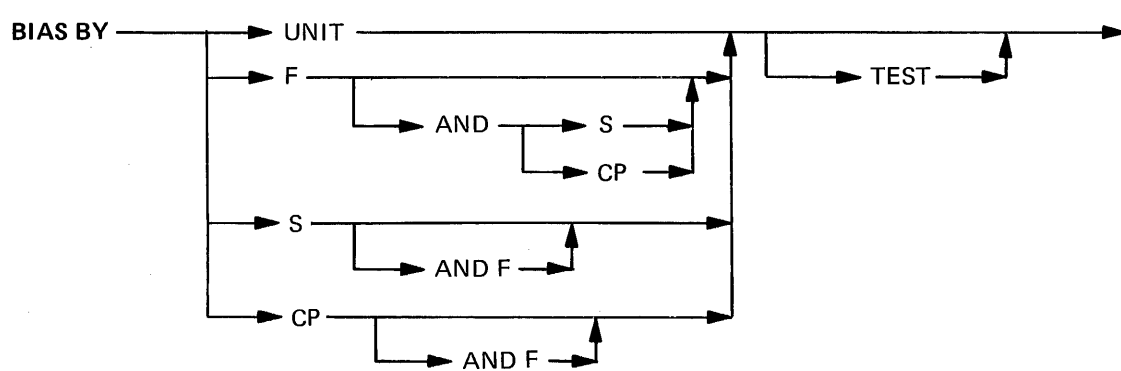 BIAS BY UNIT
F TEST
AND S
CP
S
AND F
CP
AND F